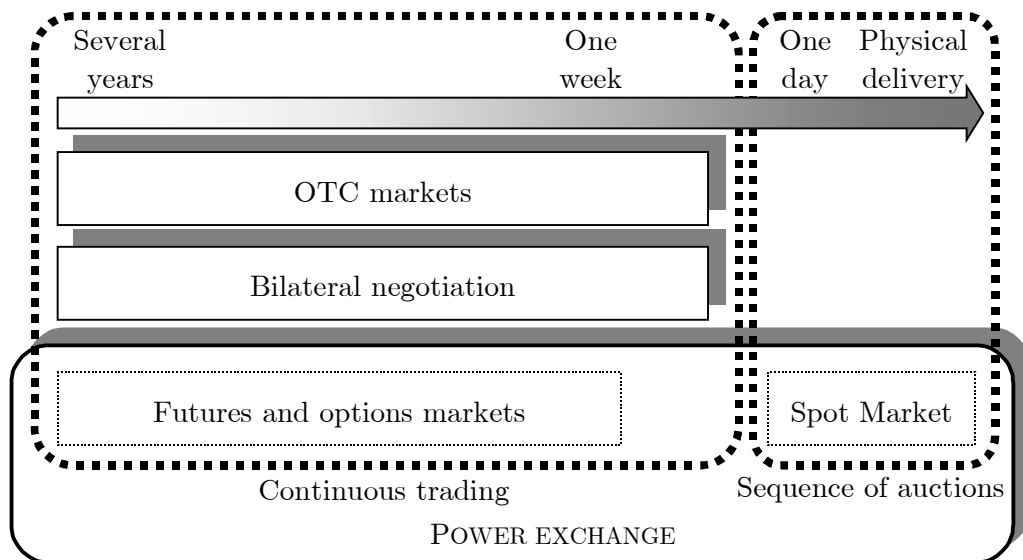 Several
years
One
week
One
day
Physical
delivery
OTC markets
Bilateral negotiation
Futures and options markets
Spot Market
Continuous trading
Sequence of auctions
POWER EXCHANGE